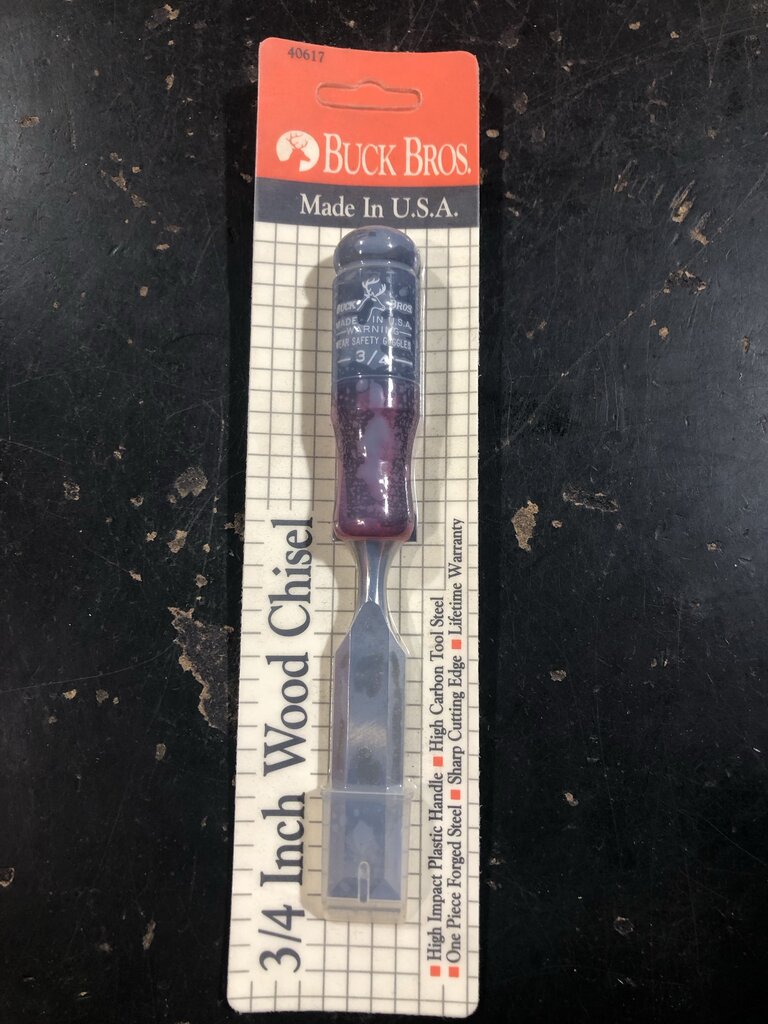 40617
BUCK BROS.
Made In U.S.A.
BUCK BROS.
MADE IN U.S.A.
WARNING
WEAR SAFETY GOGGLES
3/4
3/4 Inch Wood Chisel
■ High Impact Plastic Handle ■ High Carbon Tool Steel
■ One Piece Forged Steel ■ Sharp Cutting Edge ■ Lifetime Warranty